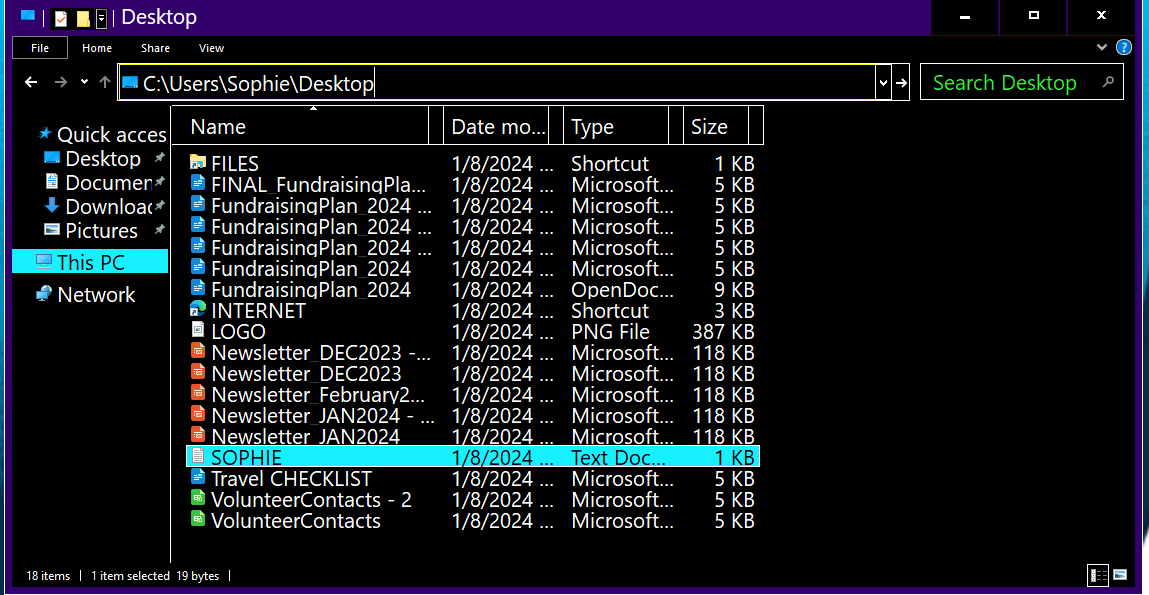 Desktop
File Home Share View
C:\Users\Sophie\Desktop
Search Desktop
Name Date mo... Type Size
Quick acces
Desktop
Documen
Downloac
Pictures
This PC
Network
FILES 1/8/2024 ... Shortcut 1 KB
FINAL_FundraisingPla... 1/8/2024 ... Microsoft... 5 KB
FundraisingPlan_2024 ... 1/8/2024 ... Microsoft... 5 KB
FundraisingPlan_2024 ... 1/8/2024 ... Microsoft... 5 KB
FundraisingPlan_2024 ... 1/8/2024 ... Microsoft... 5 KB
FundraisingPlan_2024 1/8/2024 ... Microsoft... 5 KB
FundraisingPlan_2024 1/8/2024 ... OpenDoc... 9 KB
INTERNET 1/8/2024 ... Shortcut 3 KB
LOGO 1/8/2024 ... PNG File 387 KB
Newsletter_DEC2023 -... 1/8/2024 ... Microsoft... 118 KB
Newsletter_DEC2023 1/8/2024 ... Microsoft... 118 KB
Newsletter_February2... 1/8/2024 ... Microsoft... 118 KB
Newsletter_JAN2024 - ... 1/8/2024 ... Microsoft... 118 KB
Newsletter_JAN2024 1/8/2024 ... Microsoft... 118 KB
SOPHIE 1/8/2024 ... Text Doc... 1 KB
Travel CHECKLIST 1/8/2024 ... Microsoft... 5 KB
VolunteerContacts - 2 1/8/2024 ... Microsoft... 5 KB
VolunteerContacts 1/8/2024 ... Microsoft... 5 KB
18 items 1 item selected 19 bytes